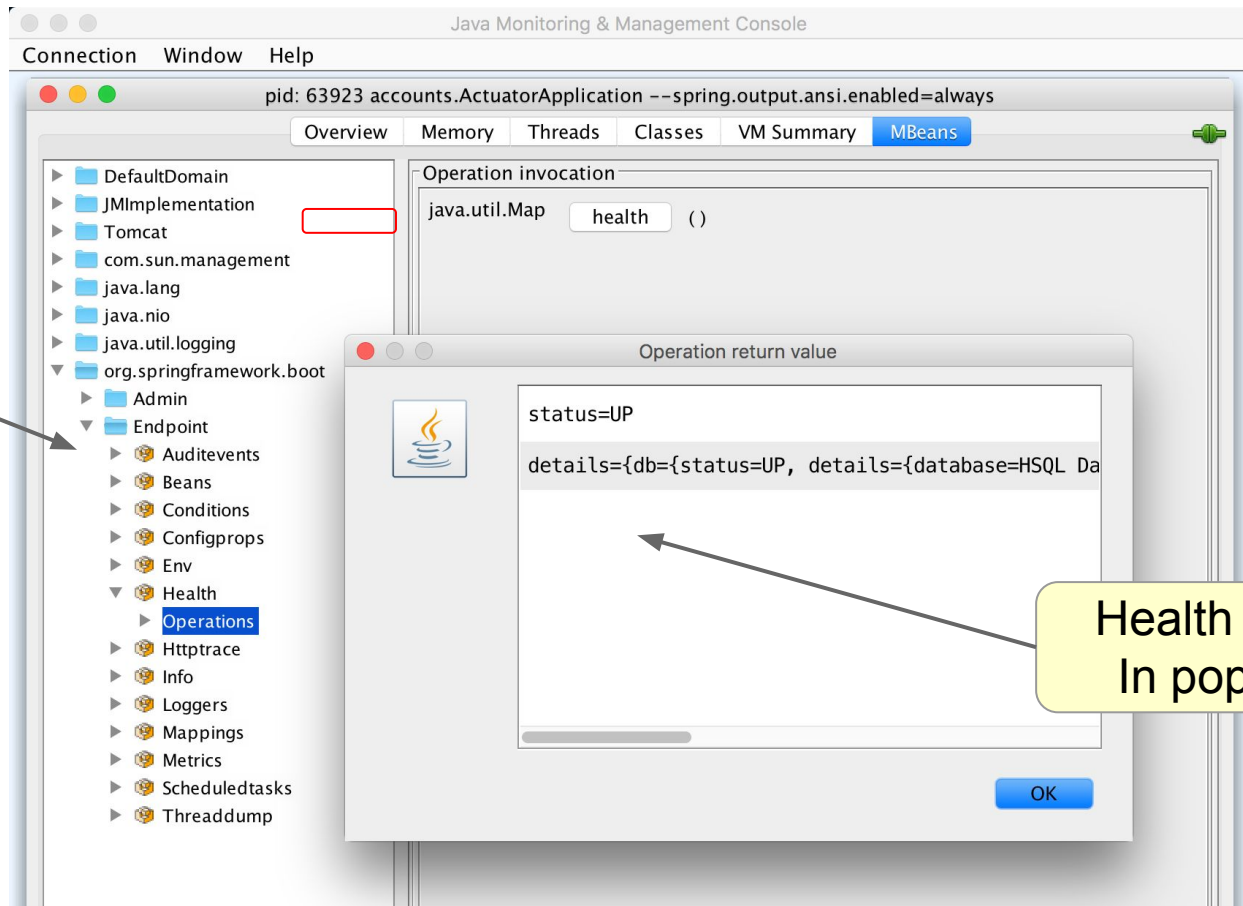 Java Monitoring & Management Console
Connection Window Help
pid: 63923 accounts.ActuatorApplication --spring.output.ansi.enabled=always
Overview Memory Threads Classes VM Summary MBeans
DefaultDomain
JMImplementation
Tomcat
com.sun.management
java.lang
java.nio
java.util.logging
org.springframework.boot
Admin
Endpoint
Auditevents
Beans
Conditions
Configprops
Env
Health
Operations
Httptrace
Info
Loggers
Mappings
Metrics
Scheduledtasks
Threaddump
Operation invocation
java.util.Map health ()
Operation return value
status=UP
details={db={status=UP, details={database=HSQL Da
OK
Health
In pop